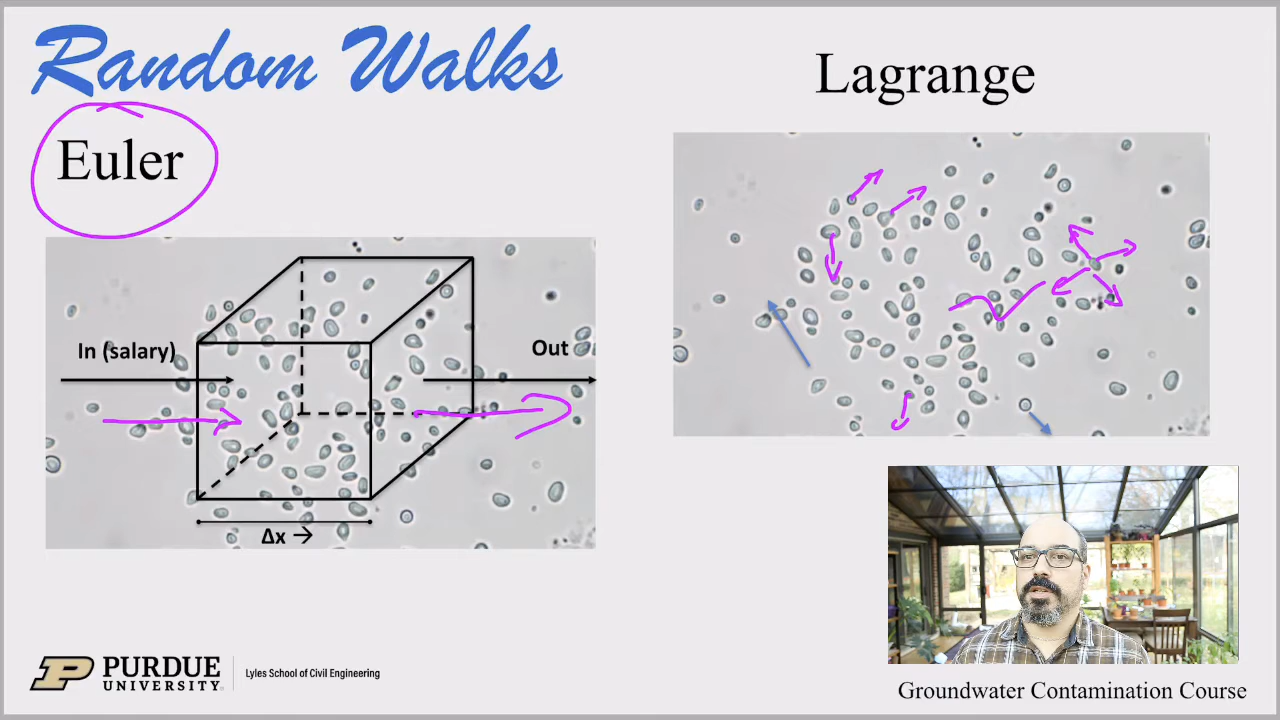 Random Walks
Lagrange
Euler
In (salary)
Out
Δx →
PURDUE
UNIVERSITY®
Lyles School of Civil Engineering
Groundwater Contamination Course